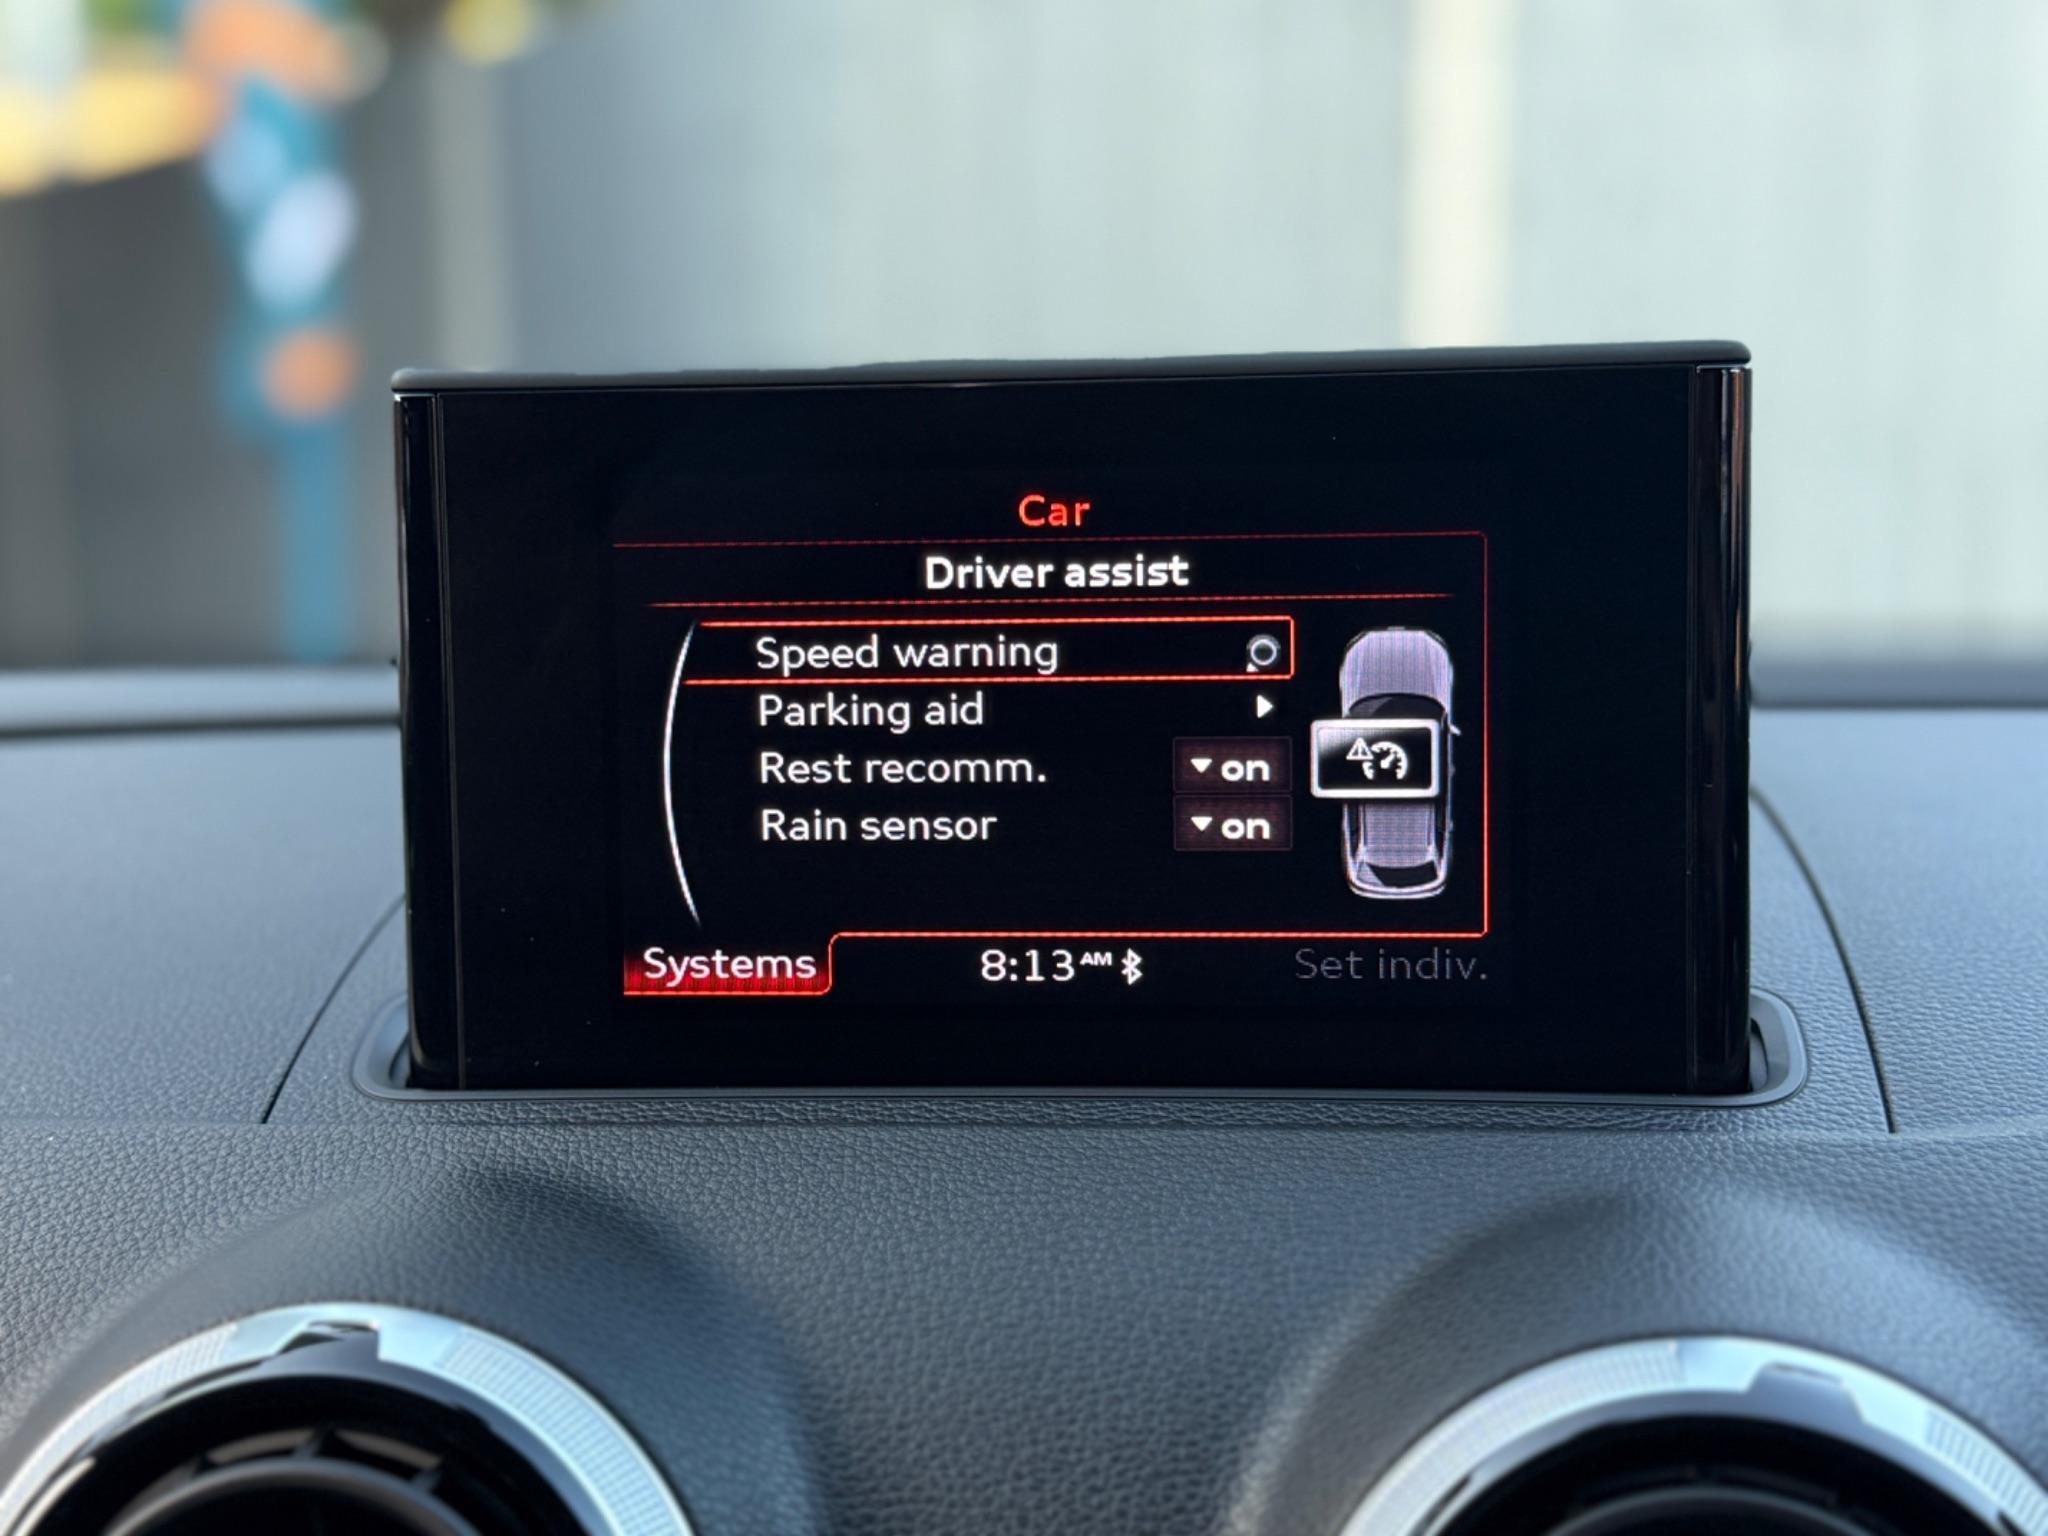 Car
Driver assist
Speed warning
Parking aid
Rest recomm. on
Rain sensor on
Systems 8:13 AM Set indiv.